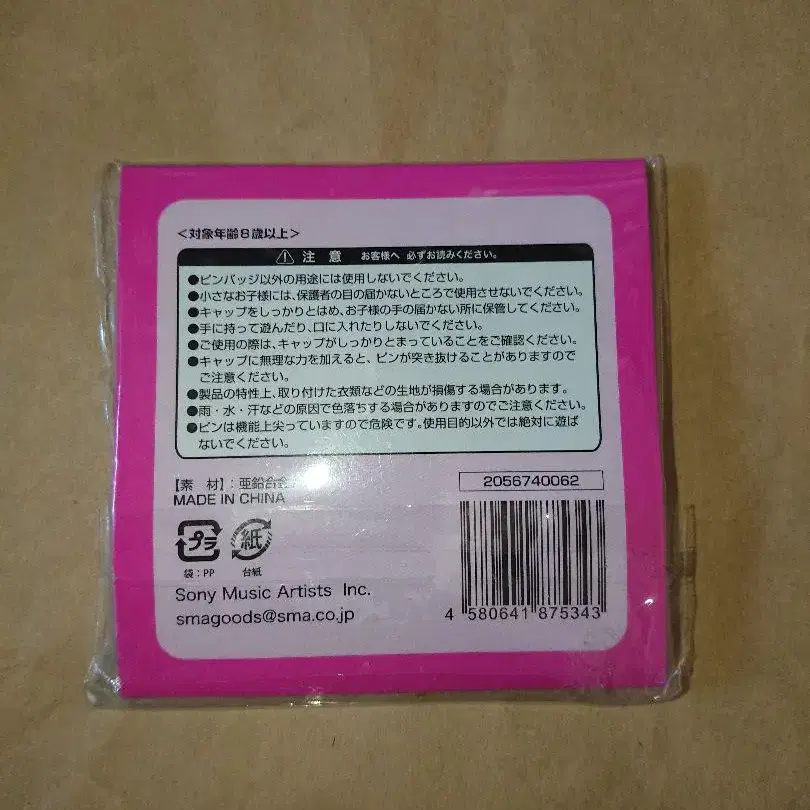 <対象年齢8歳以上>
注 意 お客様へ 必ずお読みください。
●ピンバッジ以外の用途には使用しないでください。
●小さなお子様には、保護者の目の届かないところで使用させないでください。
●キャップをしっかりとはめ、お子様の手の届かない所に保管してください。
●手に持って遊んだり、口に入れたりしないでください。
●ご使用の際は、キャップがしっかりとまっていることをご確認ください。
●キャップに無理な力を加えると、ピンが突き抜けることがありますので
ご注意ください。
●製品の特性上、取り付けた衣類などの生地が損傷する場合があります。
●雨・水・汗などの原因で色落ちする場合がありますのでご注意ください。
●ピンは機能上尖っていますので危険です。使用目的以外では絶対に遊ば
ないでください。
【素 材】:亜鉛合金
MADE IN CHINA
2056740062
プラ 紙
袋:PP 台紙
Sony Music Artists Inc.
smagoods@sma.co.jp
4 580641 875343